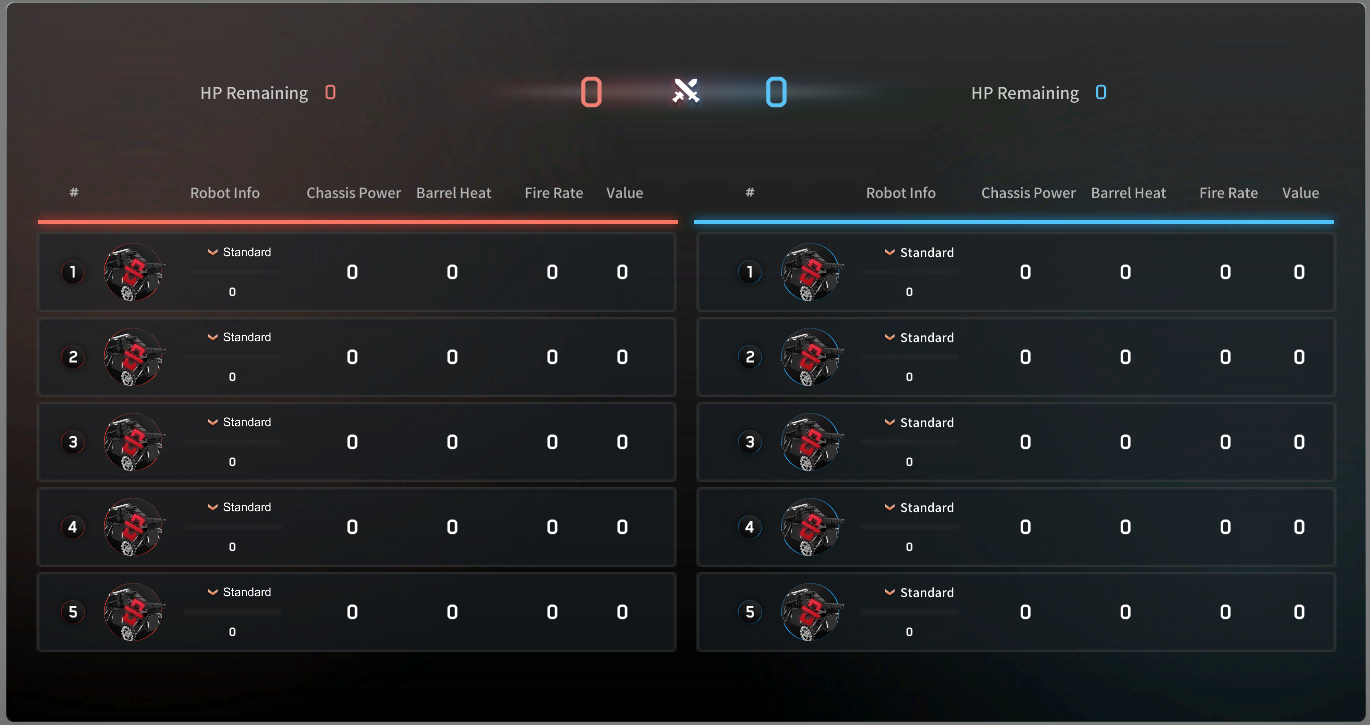 HP Remaining 0 0 0 HP Remaining 0
# Robot Info Chassis Power Barrel Heat Fire Rate Value # Robot Info Chassis Power Barrel Heat Fire Rate Value
Standard Standard
1 0 0 0 0 1 0 0 0 0
0 0
Standard Standard
2 0 0 0 0 2 0 0 0 0
0 0
Standard Standard
3 0 0 0 0 3 0 0 0 0
0 0
Standard Standard
4 0 0 0 0 4 0 0 0 0
0 0
Standard Standard
5 0 0 0 0 5 0 0 0 0
0 0